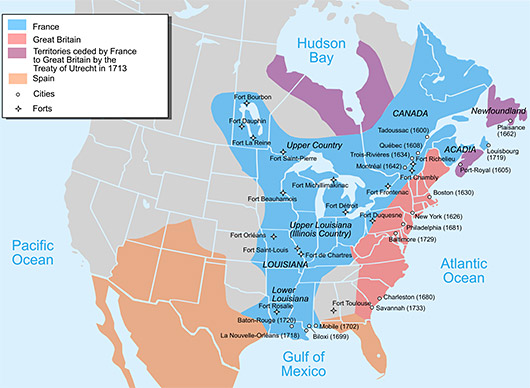 France
Great Britain
Territories ceded by France
to Great Britain by the
Treaty of Utrecht in 1713
Spain
Cities
Forts
Hudson
Bay
Newfoundland
Plaisance
(1662)
CANADA
ACADIA
Tadoussac (1600)
Québec (1608)
Trois-Rivières (1634)
Montréal (1642)
Fort Richelieu
Fort Chambly
Louisbourg
(1719)
Port-Royal (1605)
Fort Bourbon
Fort Dauphin
Fort La Reine
Fort Saint-Pierre
Upper Country
Fort Michilimakinac
Fort Frontenac
Fort Beauharnois
Fort Détroit
Boston (1630)
Fort Duquesne
New York (1626)
Philadelphia (1681)
Baltimore (1729)
Upper Louisiana
(Illinois Country)
Fort Orléans
Fort Saint-Louis
Fort de Chartres
LOUISIANA
Pacific
Ocean
Atlantic
Ocean
Lower
Louisiana
Fort Rosalie
Fort Toulouse
Charleston (1680)
Savannah (1733)
Baton-Rouge (1720)
Mobile (1702)
La Nouvelle-Orléans (1718)
Biloxi (1699)
Gulf of
Mexico